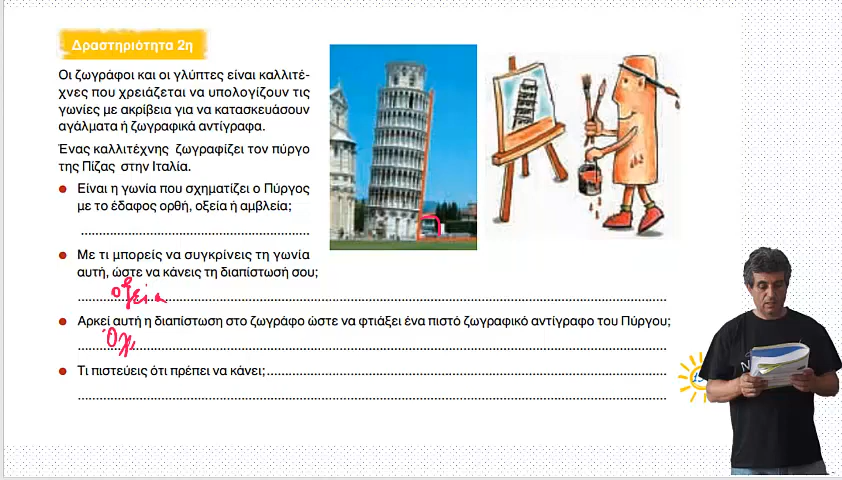 Δραστηριότητα 2η
Οι ζωγράφοι και οι γλύπτες είναι καλλιτέ-
χνες που χρειάζεται να υπολογίζουν τις
γωνίες με ακρίβεια για να κατασκευάσουν
αγάλματα ή ζωγραφικά αντίγραφα.
Ένας καλλιτέχνης ζωγραφίζει τον πύργο
της Πίζας στην Ιταλία.
Είναι η γωνία που σχηματίζει ο Πύργος
με το έδαφος ορθή, οξεία ή αμβλεία;
Με τι μπορείς να συγκρίνεις τη γωνία
αυτή, ώστε να κάνεις τη διαπίστωσή σου;
οξεία
Αρκεί αυτή η διαπίστωση στο ζωγράφο ώστε να φτιάξει ένα πιστό ζωγραφικό αντίγραφο του Πύργου;
Όχι
Τι πιστεύεις ότι πρέπει να κάνει;